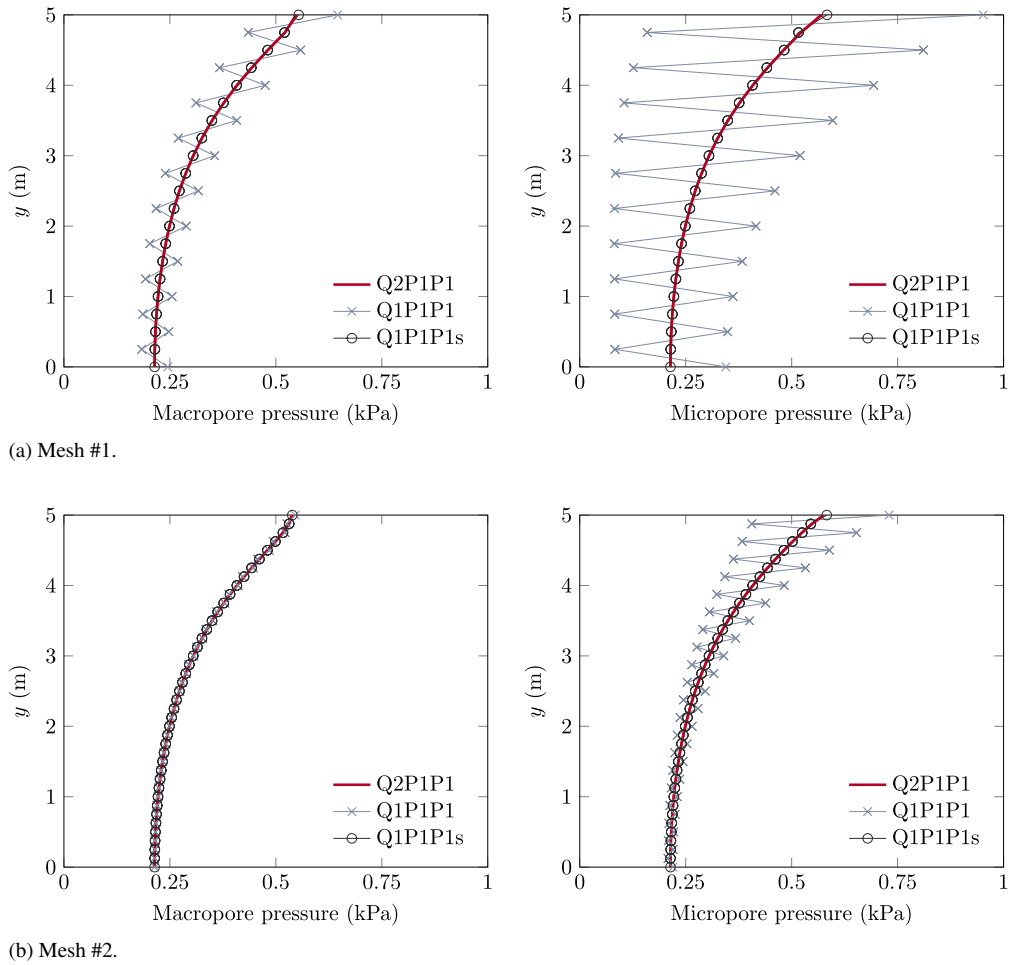 5
4
3
2
1
0
y (m)
0 0.25 0.5 0.75 1
Macropore pressure (kPa)
Q2P1P1
Q1P1P1
Q1P1P1s
5
4
3
2
1
0
y (m)
0 0.25 0.5 0.75 1
Micropore pressure (kPa)
Q2P1P1
Q1P1P1
Q1P1P1s
(a) Mesh #1.
5
4
3
2
1
0
y (m)
0 0.25 0.5 0.75 1
Macropore pressure (kPa)
Q2P1P1
Q1P1P1
Q1P1P1s
5
4
3
2
1
0
y (m)
0 0.25 0.5 0.75 1
Micropore pressure (kPa)
Q2P1P1
Q1P1P1
Q1P1P1s
(b) Mesh #2.